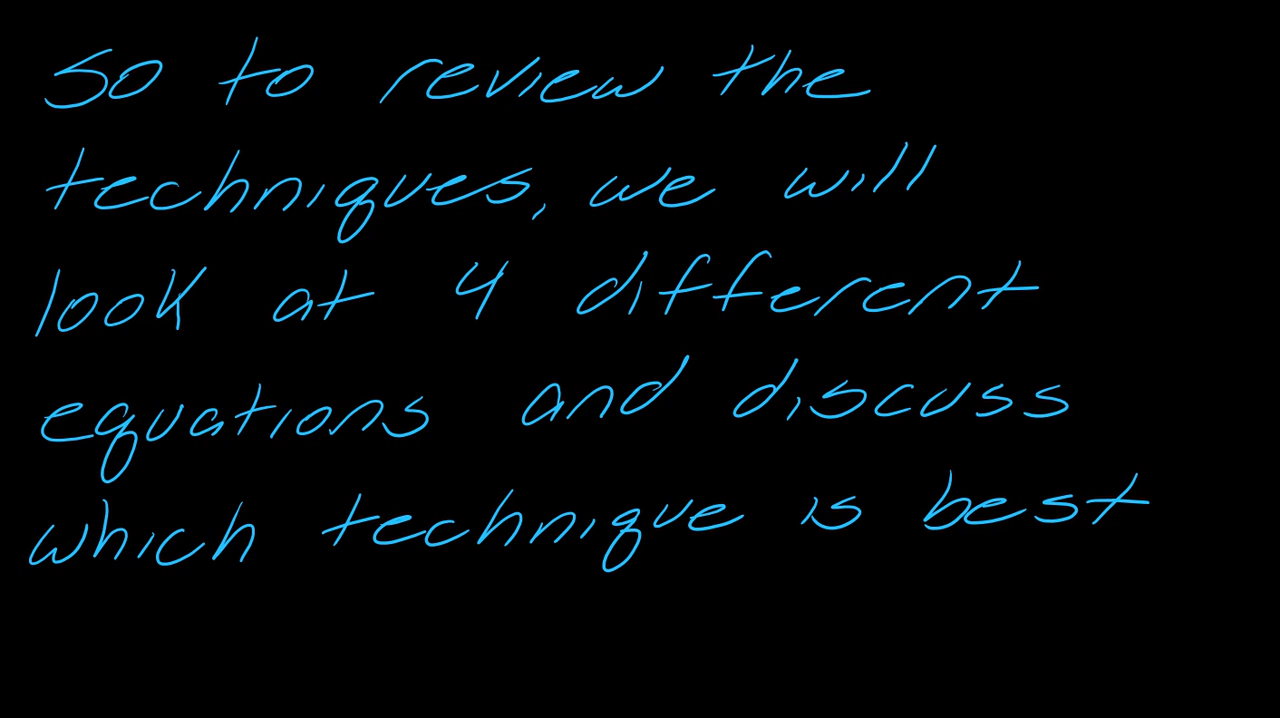 So to review the
techniques, we will
look at 4 different
equations and discuss
which technique is best